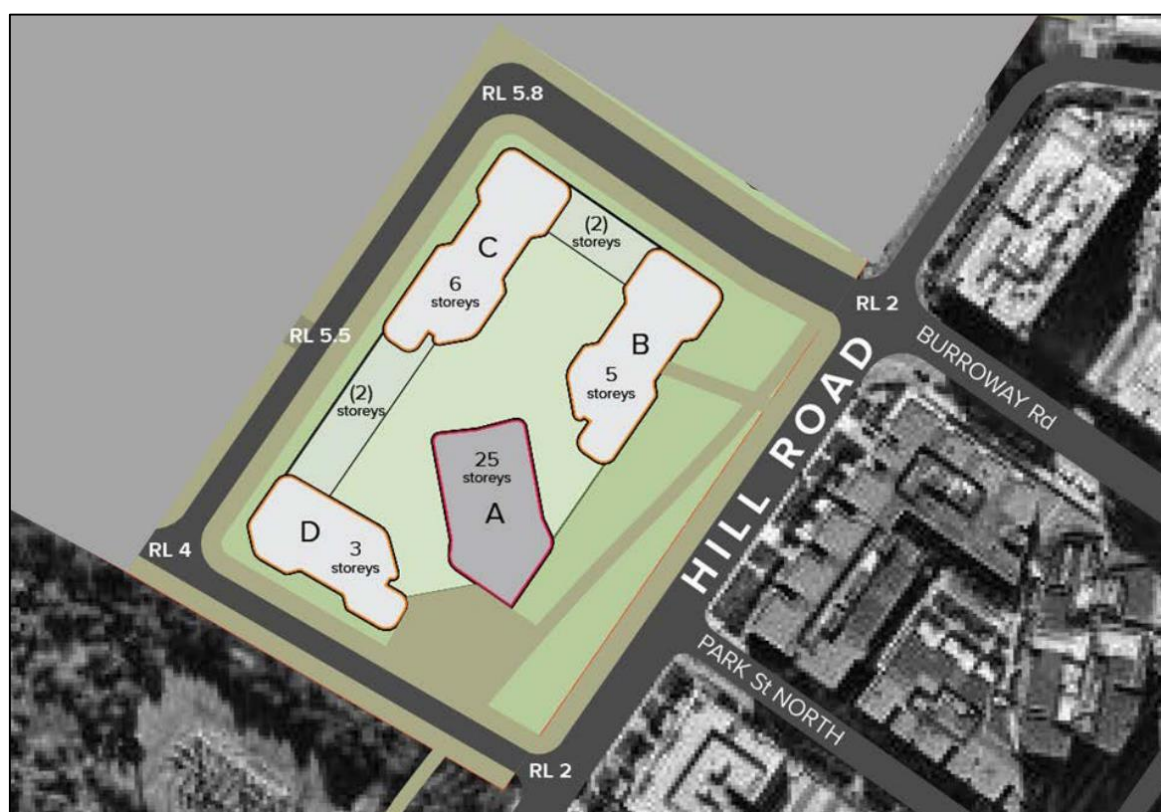 RL 5.8
(2)
storeys
C
6
storeys
RL 2
B
5
storeys
RL 5.5
(2)
storeys
BURROWAY Rd
HILL ROAD
25
storeys
A
D
3
storeys
RL 4
PARK St NORTH
RL 2